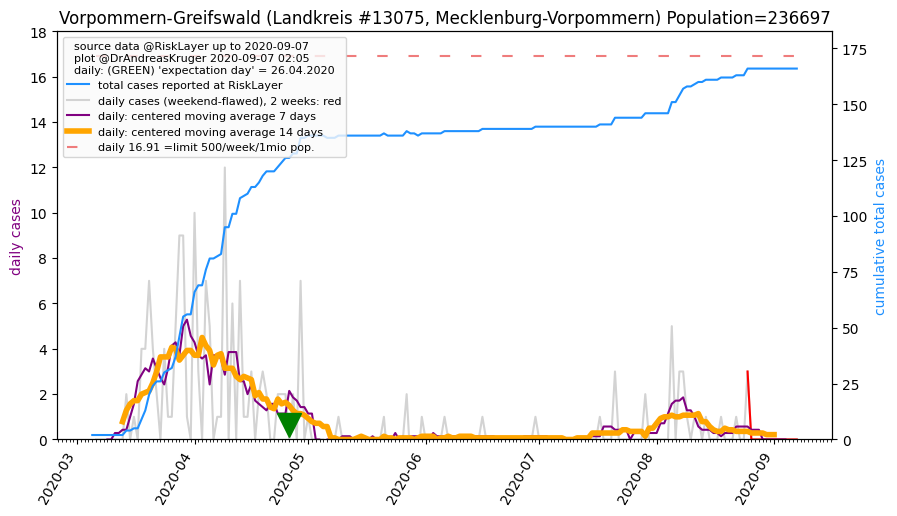 Vorpommern-Greifswald (Landkreis #13075, Mecklenburg-Vorpommern) Population=236697
source data @RiskLayer up to 2020-09-07
plot @DrAndreasKruger 2020-09-07 02:05
daily: (GREEN) 'expectation day' = 26.04.2020
total cases reported at RiskLayer
daily cases (weekend-flawed), 2 weeks: red
daily: centered moving average 7 days
daily: centered moving average 14 days
daily 16.91 =limit 500/week/1mio pop.
daily cases
18
16
14
12
10
8
6
4
2
0
cumulative total cases
175
150
125
100
75
50
25
0
2020-03
2020-04
2020-05
2020-06
2020-07
2020-08
2020-09